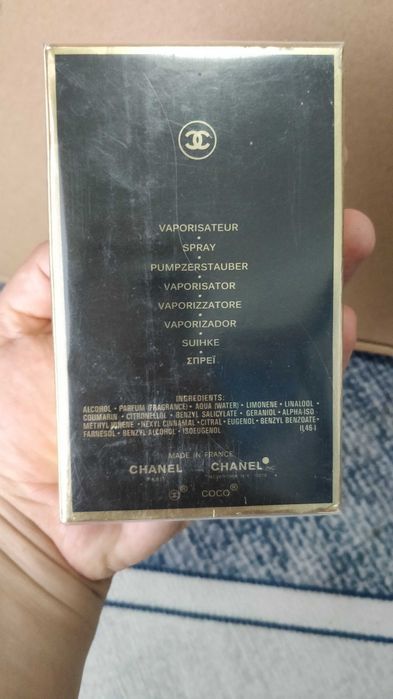 VAPORISATEUR
SPRAY
PUMPZERSTAUBER
VAPORISATOR
VAPORIZZATORE
VAPORIZADOR
SUIHKE
ΣΠΡΕΪ
INGREDIENTS:
ALCOHOL • PARFUM (FRAGRANCE) • AQUA (WATER) • LIMONENE • LINALOOL •
COUMARIN • CITRONELLOL • BENZYL SALICYLATE • GERANIOL • ALPHA-ISO
METHYL IONONE • HEXYL CINNAMAL • CITRAL • EUGENOL • BENZYL BENZOATE •
FARNESOL • BENZYL ALCOHOL • ISOEUGENOL
MADE IN FRANCE
CHANEL CHANEL INC
PARIS
COCO®